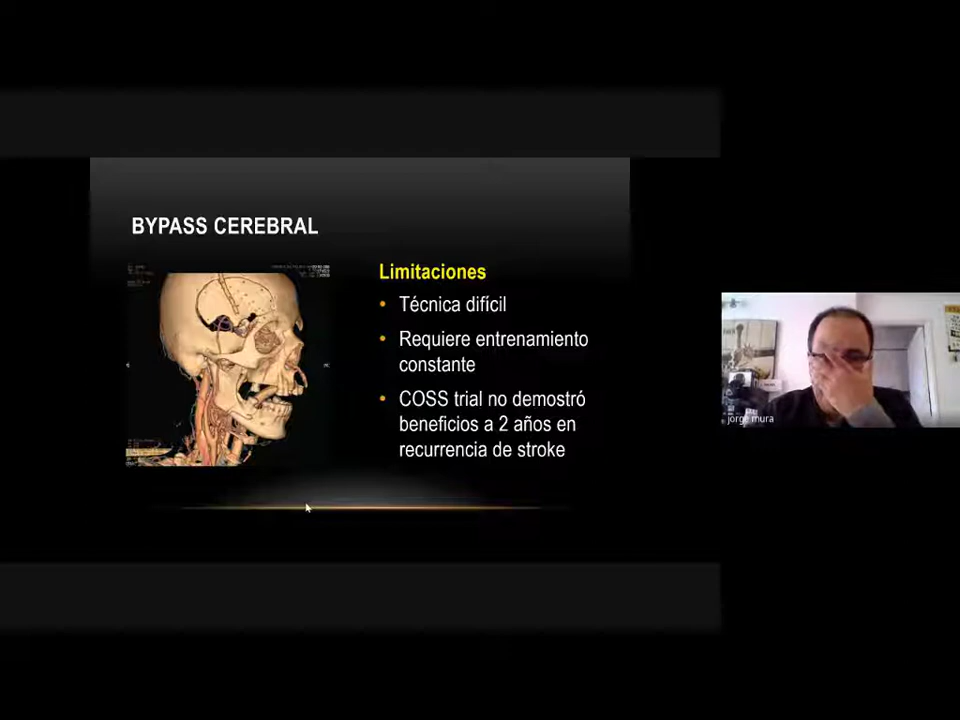 BYPASS CEREBRAL
Limitaciones
• Técnica difícil
• Requiere entrenamiento
constante
• COSS trial no demostró
beneficios a 2 años en
recurrencia de stroke
jorge mura